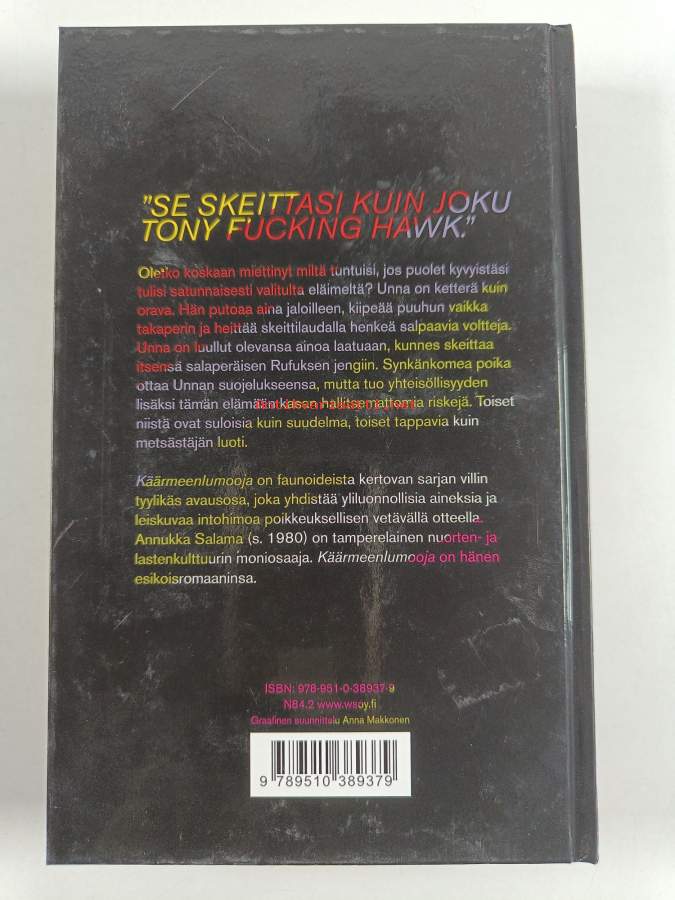 "SE SKEITTASI KUIN JOKU
TONY FUCKING HAWK."
Oletko koskaan miettinyt miltä tuntuisi, jos puolet kyvyistäsi
tulisi satunnaisesti valitulta eläimeltä? Unna on ketterä kuin
orava. Hän putoaa aina jaloilleen, kiipeää puuhun vaikka
takaperin ja heittää skeittilaudalla henkeä salpaavia voltteja.
Unna on luullut olevansa ainoa laatuaan, kunnes skeittaa
itsensä salaperäisen Rufuksen jengiin. Synkänkomea poika
ottaa Unnan suojelukseensa, mutta tuo yhteisöllisyyden
lisäksi tämän elämään kasan hallitsemattomia riskejä. Toiset
niistä ovat suloisia kuin suudelma, toiset tappavia kuin
metsästäjän luoti.
Käärmeenlumooja on faunoideista kertovan sarjan villin
tyylikäs avausosa, joka yhdistää yliluonnollisia aineksia ja
leiskuvaa intohimoa poikkeuksellisen vetävällä otteella.
Annukka Salama (s. 1980) on tamperelainen nuorten- ja
lastenkulttuurin moniosaaja. Käärmeenlumooja on hänen
esikoisromaaninsa.
ISBN: 978-951-0-38937-9
N84.2 www.wsoy.fi
Graafinen suunnittelu Anna Makkonen
9 789510 389379